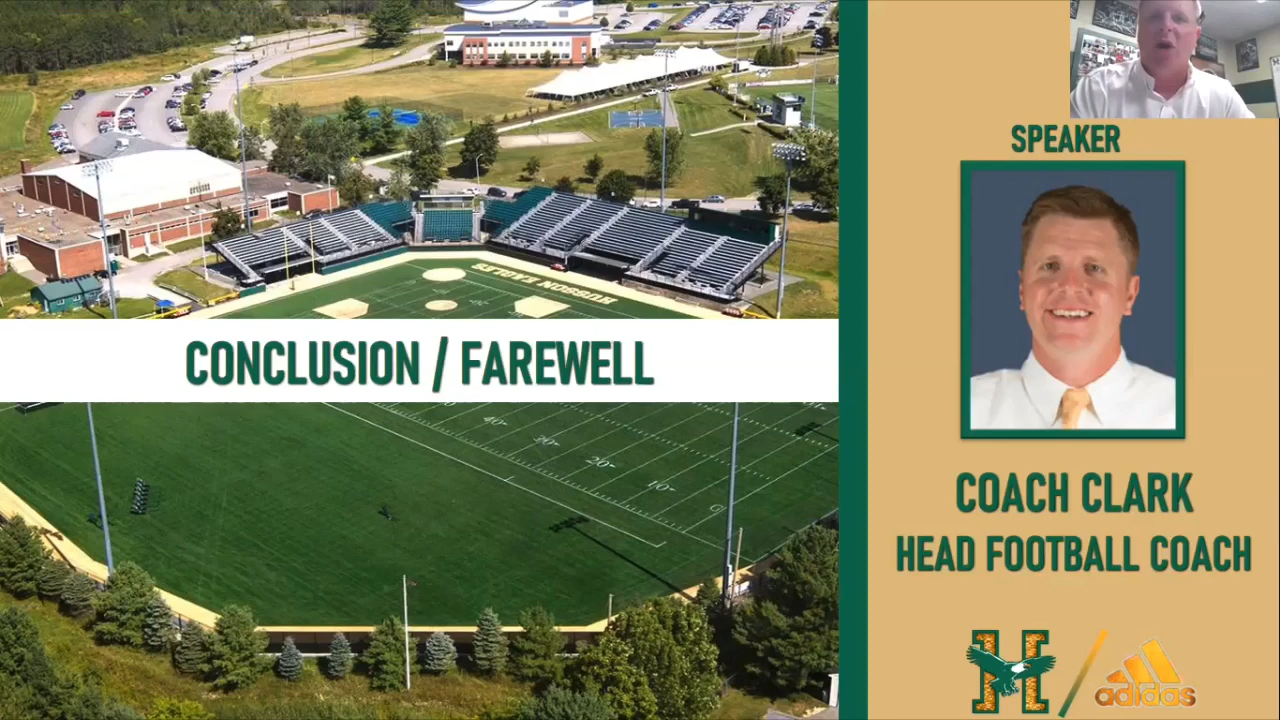 HUSSON EAGLES
CONCLUSION / FAREWELL
40
20
20
10
G
SPEAKER
COACH CLARK
HEAD FOOTBALL COACH
H
adidas